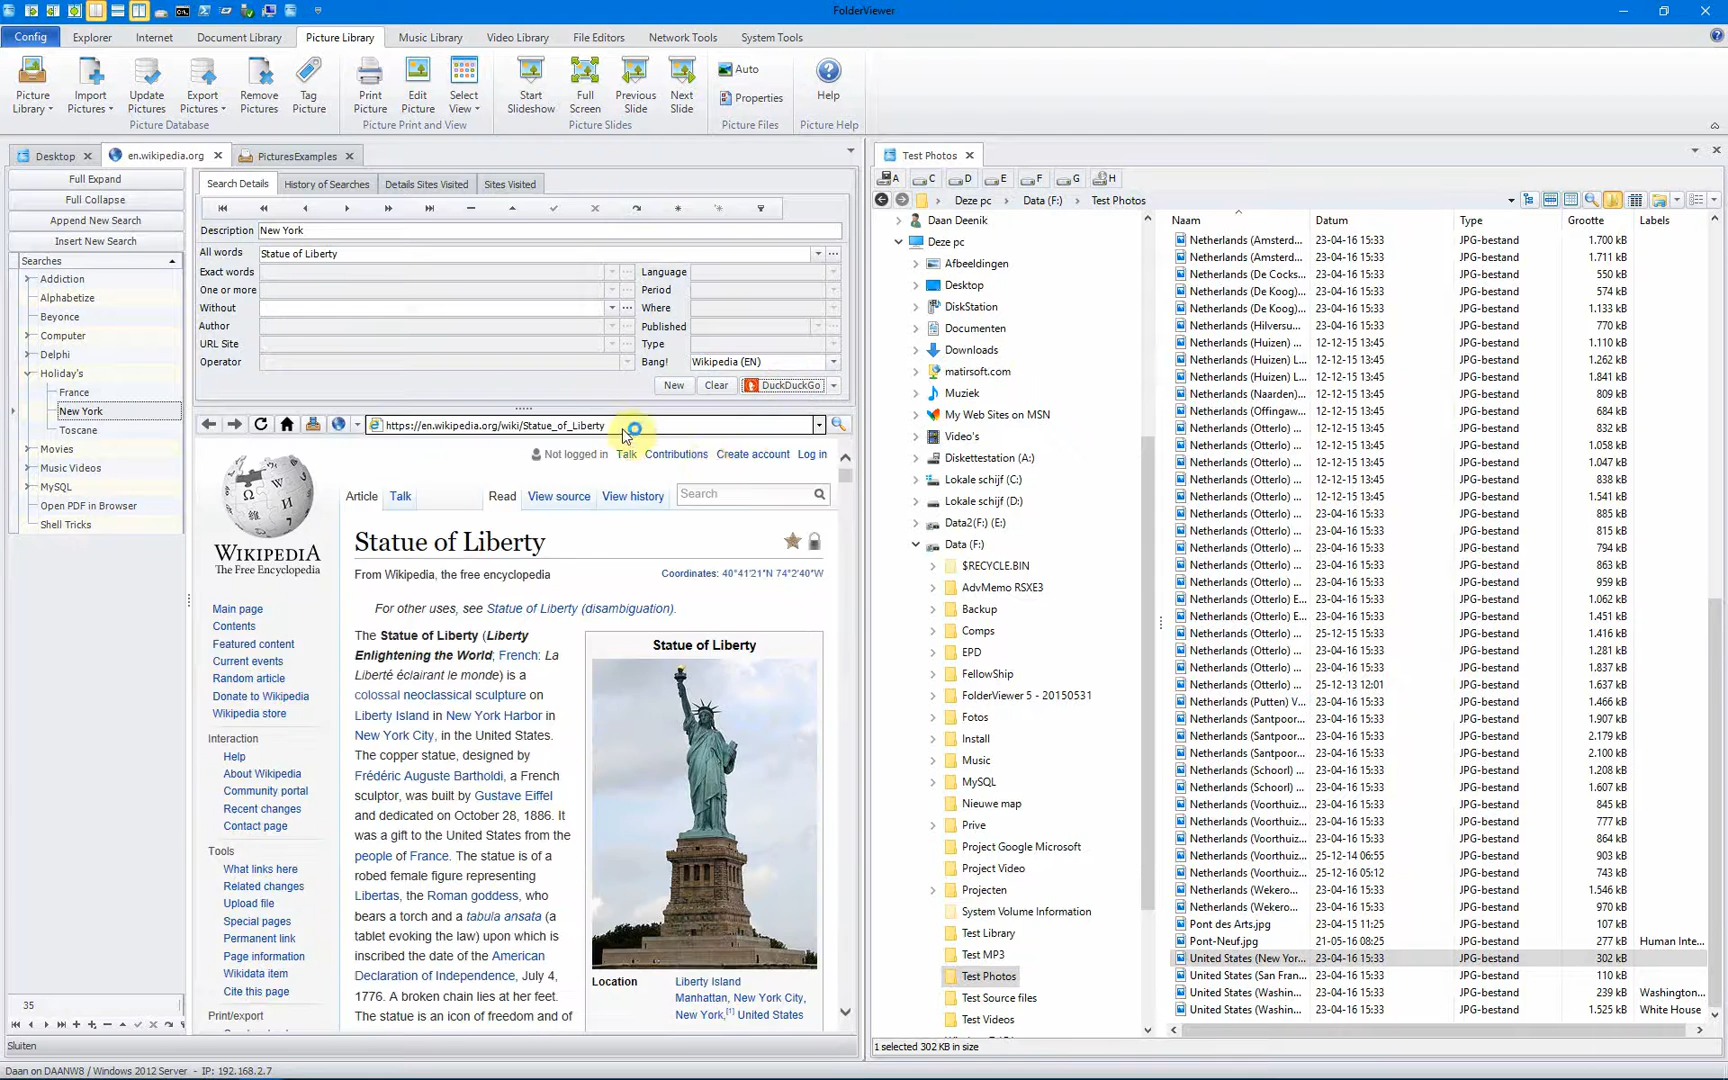 FolderViewer
Config
Explorer
Internet
Document Library
Picture Library
Music Library
Video Library
File Editors
Network Tools
System Tools
Picture Library
Import Pictures
Update Pictures
Export Pictures
Remove Pictures
Tag Picture
Print Picture
Edit Picture
Select View
Start Slideshow
Full Screen
Previous Slide
Next Slide
Auto
Properties
Help
Picture Database
Picture Print and View
Picture Slides
Picture Files
Picture Help
Desktop
en.wikipedia.org
PicturesExamples
Full Expand
Full Collapse
Append New Search
Insert New Search
Searches
Addiction
Alphabetize
Beyonce
Computer
Delphi
Holiday's
France
New York
Toscane
Movies
Music Videos
MySQL
Open PDF in Browser
Shell Tricks
35
Sluiten
Search Details
History of Searches
Details Sites Visited
Sites Visited
Description New York
All words Statue of Liberty
Exact words
Language
One or more
Period
Without
Where
Author
Published
URL Site
Type
Operator
Bang! Wikipedia (EN)
New
Clear
DuckDuckGo
https://en.wikipedia.org/wiki/Statue_of_Liberty
Not logged in Talk Contributions Create account Log in
Article Talk Read View source View history Search
WIKIPEDIA
The Free Encyclopedia
Main page
Contents
Featured content
Current events
Random article
Donate to Wikipedia
Wikipedia store
Interaction
Help
About Wikipedia
Community portal
Recent changes
Contact page
Tools
What links here
Related changes
Upload file
Special pages
Permanent link
Page information
Wikidata item
Cite this page
Print/export
Statue of Liberty
From Wikipedia, the free encyclopedia
Coordinates: 40°41′21″N 74°2′40″W
For other uses, see Statue of Liberty (disambiguation).
The Statue of Liberty (Liberty
Enlightening the World; French: La
Liberté éclairant le monde) is a
colossal neoclassical sculpture on
Liberty Island in New York Harbor in
New York City, in the United States.
The copper statue, designed by
Frédéric Auguste Bartholdi, a French
sculptor, was built by Gustave Eiffel
and dedicated on October 28, 1886. It
was a gift to the United States from the
people of France. The statue is of a
robed female figure representing
Libertas, the Roman goddess, who
bears a torch and a tabula ansata (a
tablet evoking the law) upon which is
inscribed the date of the American
Declaration of Independence, July 4,
1776. A broken chain lies at her feet.
The statue is an icon of freedom and of
Statue of Liberty
Location Liberty Island
Manhattan, New York City,
New York,[1] United States
Test Photos
A C D E F G H
Deze pc Data (F:) Test Photos
Daan Deenik
Deze pc
Afbeeldingen
Desktop
DiskStation
Documenten
Downloads
matirsoft.com
Muziek
My Web Sites on MSN
Video's
Diskettestation (A:)
Lokale schijf (C:)
Lokale schijf (D:)
Data2(F:) (E:)
Data (F:)
$RECYCLE.BIN
AdvMemo RSXE3
Backup
Comps
EPD
FellowShip
FolderViewer 5 - 20150531
Fotos
Install
Music
MySQL
Nieuwe map
Prive
Project Google Microsoft
Project Video
Projecten
System Volume Information
Test Library
Test MP3
Test Photos
Test Source files
Test Videos
Naam Datum Type Grootte Labels
Netherlands (Amsterd... 23-04-16 15:33 JPG-bestand 1.700 kB
Netherlands (Amsterd... 23-04-16 15:33 JPG-bestand 1.711 kB
Netherlands (De Cocks... 23-04-16 15:33 JPG-bestand 550 kB
Netherlands (De Koog)... 23-04-16 15:33 JPG-bestand 574 kB
Netherlands (De Koog)... 23-04-16 15:33 JPG-bestand 1.133 kB
Netherlands (Hilversu... 23-04-16 15:33 JPG-bestand 770 kB
Netherlands (Huizen) ... 12-12-15 13:45 JPG-bestand 1.110 kB
Netherlands (Huizen) L... 12-12-15 13:45 JPG-bestand 1.262 kB
Netherlands (Huizen) L... 12-12-15 13:45 JPG-bestand 1.841 kB
Netherlands (Naarden)... 12-12-15 13:45 JPG-bestand 809 kB
Netherlands (Offingaw... 23-04-16 15:33 JPG-bestand 684 kB
Netherlands (Otterlo) ... 23-04-16 15:33 JPG-bestand 832 kB
Netherlands (Otterlo) ... 12-12-15 13:45 JPG-bestand 1.058 kB
Netherlands (Otterlo) ... 12-12-15 13:45 JPG-bestand 1.047 kB
Netherlands (Otterlo) ... 12-12-15 13:45 JPG-bestand 838 kB
Netherlands (Otterlo) ... 12-12-15 13:45 JPG-bestand 1.541 kB
Netherlands (Otterlo) ... 23-04-16 15:33 JPG-bestand 885 kB
Netherlands (Otterlo) ... 23-04-16 15:33 JPG-bestand 815 kB
Netherlands (Otterlo) ... 23-04-16 15:33 JPG-bestand 794 kB
Netherlands (Otterlo) ... 23-04-16 15:33 JPG-bestand 863 kB
Netherlands (Otterlo) ... 23-04-16 15:33 JPG-bestand 959 kB
Netherlands (Otterlo) E... 23-04-16 15:33 JPG-bestand 1.062 kB
Netherlands (Otterlo) E... 23-04-16 15:33 JPG-bestand 1.451 kB
Netherlands (Otterlo) ... 25-12-15 15:33 JPG-bestand 1.416 kB
Netherlands (Otterlo) ... 23-04-16 15:33 JPG-bestand 1.281 kB
Netherlands (Otterlo) ... 23-04-16 15:33 JPG-bestand 1.837 kB
Netherlands (Otterlo) ... 25-12-13 12:01 JPG-bestand 1.637 kB
Netherlands (Putten) V... 23-04-16 15:33 JPG-bestand 1.466 kB
Netherlands (Santpoor... 23-04-16 15:33 JPG-bestand 1.907 kB
Netherlands (Santpoor... 23-04-16 15:33 JPG-bestand 2.179 kB
Netherlands (Santpoor... 23-04-16 15:33 JPG-bestand 2.100 kB
Netherlands (Schoorl) ... 23-04-16 15:33 JPG-bestand 1.208 kB
Netherlands (Schoorl) ... 23-04-16 15:33 JPG-bestand 1.607 kB
Netherlands (Voorthuiz... 23-04-16 15:33 JPG-bestand 845 kB
Netherlands (Voorthuiz... 23-04-16 15:33 JPG-bestand 777 kB
Netherlands (Voorthuiz... 23-04-16 15:33 JPG-bestand 864 kB
Netherlands (Voorthuiz... 25-12-14 06:55 JPG-bestand 903 kB
Netherlands (Voorthuiz... 25-12-16 05:12 JPG-bestand 743 kB
Netherlands (Wekero... 23-04-16 15:33 JPG-bestand 1.546 kB
Netherlands (Wekero... 23-04-16 15:33 JPG-bestand 970 kB
Pont des Arts.jpg 23-04-15 11:25 JPG-bestand 107 kB
Pont-Neuf.jpg 21-05-16 08:25 JPG-bestand 277 kB Human Inte...
United States (New Yor... 23-04-16 15:33 JPG-bestand 302 kB
United States (San Fran... 23-04-16 15:33 JPG-bestand 110 kB
United States (Washin... 23-04-16 15:33 JPG-bestand 239 kB Washington...
United States (Washin... 23-04-16 15:33 JPG-bestand 1.525 kB White House
1 selected 302 KB in size
Daan on DAANW8 / Windows 2012 Server - IP: 192.168.2.7